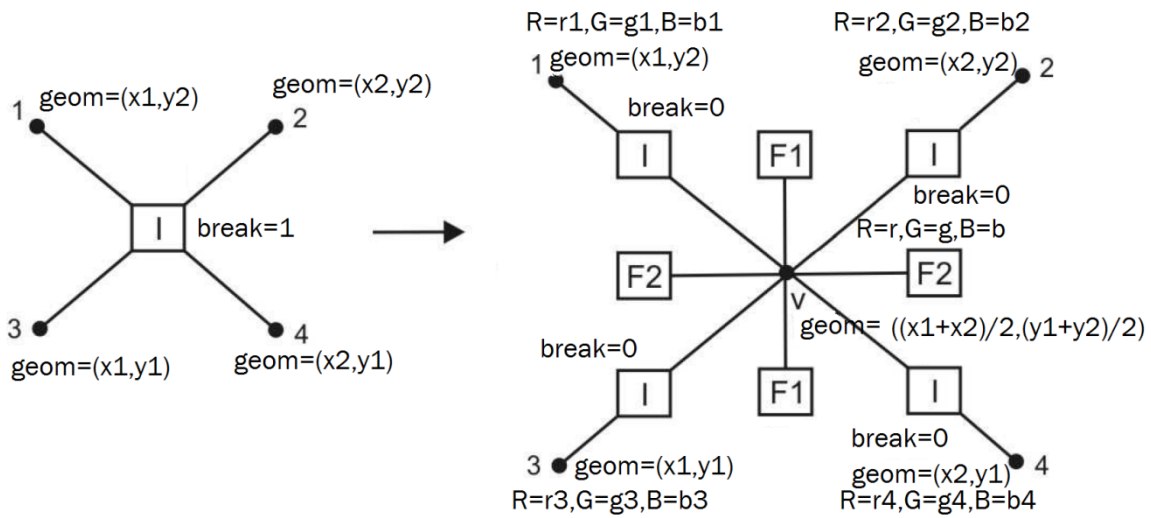 1 geom=(x1,y2)
geom=(x2,y2)
2
I break=1
3
4
geom=(x1,y1)
geom=(x2,y1)
R=r1,G=g1,B=b1
R=r2,G=g2,B=b2
1 geom=(x1,y2)
geom=(x2,y2) 2
break=0
I
F1
I
break=0
R=r,G=g,B=b
F2
F2
v
geom= ((x1+x2)/2,(y1+y2)/2)
break=0
I
F1
I
break=0
3 geom=(x1,y1)
geom=(x2,y1) 4
R=r3,G=g3,B=b3
R=r4,G=g4,B=b4